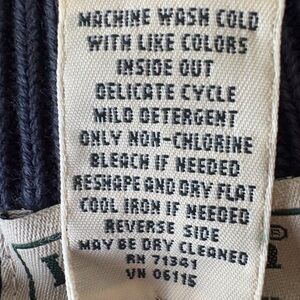 MACHINE WASH COLD
WITH LIKE COLORS
INSIDE OUT
DELICATE CYCLE
MILD DETERGENT
ONLY NON-CHLORINE
BLEACH IF NEEDED
RESHAPE AND DRY FLAT
COOL IRON IF NEEDED
REVERSE SIDE
MAY BE DRY CLEANED
RN 71341
VN 06115
®